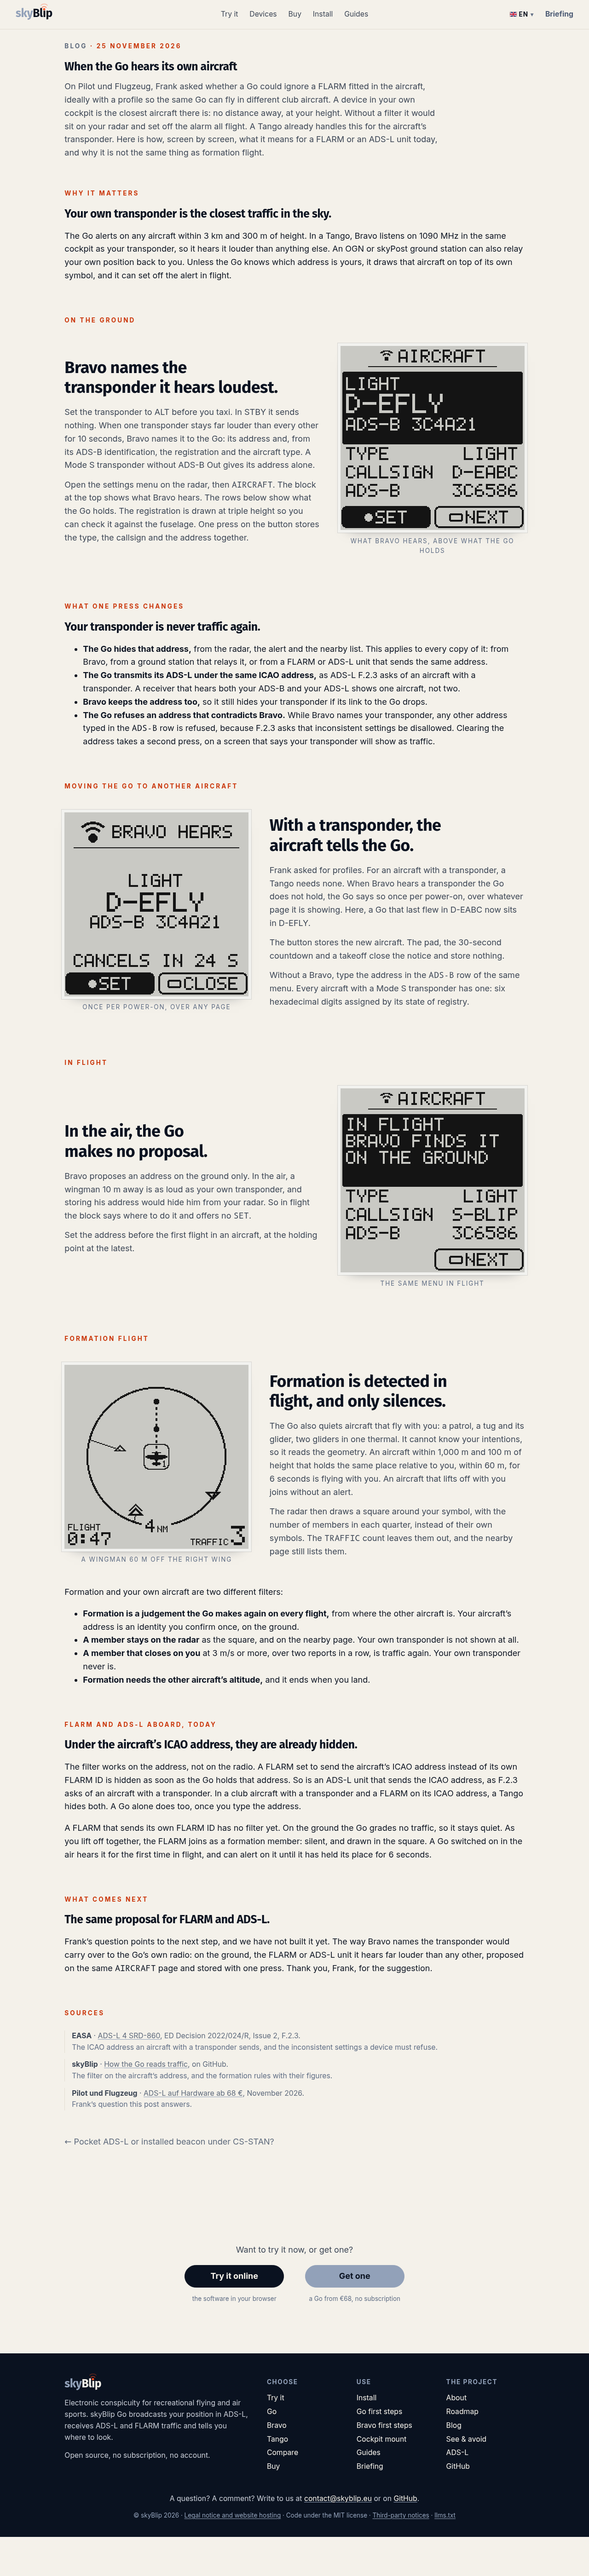 skyBlip
Try it Devices Buy Install Guides
EN ▾ Briefing
BLOG · 25 NOVEMBER 2026
When the Go hears its own aircraft
On Pilot und Flugzeug, Frank asked whether a Go could ignore a FLARM fitted in the aircraft,
ideally with a profile so the same Go can fly in different club aircraft. A device in your own
cockpit is the closest aircraft there is: no distance away, at your height. Without a filter it would
sit on your radar and set off the alarm all flight. A Tango already handles this for the aircraft’s
transponder. Here is how, screen by screen, what it means for a FLARM or an ADS-L unit today,
and why it is not the same thing as formation flight.
WHY IT MATTERS
Your own transponder is the closest traffic in the sky.
The Go alerts on any aircraft within 3 km and 300 m of height. In a Tango, Bravo listens on 1090 MHz in the same
cockpit as your transponder, so it hears it louder than anything else. An OGN or skyPost ground station can also relay
your own position back to you. Unless the Go knows which address is yours, it draws that aircraft on top of its own
symbol, and it can set off the alert in flight.
ON THE GROUND
Bravo names the
transponder it hears loudest.
Set the transponder to ALT before you taxi. In STBY it sends
nothing. When one transponder stays far louder than every other
for 10 seconds, Bravo names it to the Go: its address and, from
its ADS-B identification, the registration and the aircraft type. A
Mode S transponder without ADS-B Out gives its address alone.
Open the settings menu on the radar, then AIRCRAFT. The block
at the top shows what Bravo hears. The rows below show what
the Go holds. The registration is drawn at triple height so you
can check it against the fuselage. One press on the button stores
the type, the callsign and the address together.
AIRCRAFT
LIGHT
D-EFLY
ADS-B 3C4A21
TYPE LIGHT
CALLSIGN D-EABC
ADS-B 3C6586
SET NEXT
WHAT BRAVO HEARS, ABOVE WHAT THE GO
HOLDS
WHAT ONE PRESS CHANGES
Your transponder is never traffic again.
• The Go hides that address, from the radar, the alert and the nearby list. This applies to every copy of it: from
Bravo, from a ground station that relays it, or from a FLARM or ADS-L unit that sends the same address.
• The Go transmits its ADS-L under the same ICAO address, as ADS-L F.2.3 asks of an aircraft with a
transponder. A receiver that hears both your ADS-B and your ADS-L shows one aircraft, not two.
• Bravo keeps the address too, so it still hides your transponder if its link to the Go drops.
• The Go refuses an address that contradicts Bravo. While Bravo names your transponder, any other address
typed in the ADS-B row is refused, because F.2.3 asks that inconsistent settings be disallowed. Clearing the
address takes a second press, on a screen that says your transponder will show as traffic.
MOVING THE GO TO ANOTHER AIRCRAFT
BRAVO HEARS
LIGHT
D-EFLY
ADS-B 3C4A21
CANCELS IN 24 S
SET CLOSE
ONCE PER POWER-ON, OVER ANY PAGE
With a transponder, the
aircraft tells the Go.
Frank asked for profiles. For an aircraft with a transponder, a
Tango needs none. When Bravo hears a transponder the Go
does not hold, the Go says so once per power-on, over whatever
page it is showing. Here, a Go that last flew in D-EABC now sits
in D-EFLY.
The button stores the new aircraft. The pad, the 30-second
countdown and a takeoff close the notice and store nothing.
Without a Bravo, type the address in the ADS-B row of the same
menu. Every aircraft with a Mode S transponder has one: six
hexadecimal digits assigned by its state of registry.
IN FLIGHT
In the air, the Go
makes no proposal.
Bravo proposes an address on the ground only. In the air, a
wingman 10 m away is as loud as your own transponder, and
storing his address would hide him from your radar. So in flight
the block says where to do it and offers no SET.
Set the address before the first flight in an aircraft, at the holding
point at the latest.
AIRCRAFT
IN FLIGHT
BRAVO FINDS IT
ON THE GROUND
TYPE LIGHT
CALLSIGN S-BLIP
ADS-B 3C6586
NEXT
THE SAME MENU IN FLIGHT
FORMATION FLIGHT
1
FLIGHT
0:47
4NM
TRAFFIC 3
A WINGMAN 60 M OFF THE RIGHT WING
Formation is detected in
flight, and only silences.
The Go also quiets aircraft that fly with you: a patrol, a tug and its
glider, two gliders in one thermal. It cannot know your intentions,
so it reads the geometry. An aircraft within 1,000 m and 100 m of
height that holds the same place relative to you, within 60 m, for
6 seconds is flying with you. An aircraft that lifts off with you
joins without an alert.
The radar then draws a square around your symbol, with the
number of members in each quarter, instead of their own
symbols. The TRAFFIC count leaves them out, and the nearby
page still lists them.
Formation and your own aircraft are two different filters:
• Formation is a judgement the Go makes again on every flight, from where the other aircraft is. Your aircraft’s
address is an identity you confirm once, on the ground.
• A member stays on the radar as the square, and on the nearby page. Your own transponder is not shown at all.
• A member that closes on you at 3 m/s or more, over two reports in a row, is traffic again. Your own transponder
never is.
• Formation needs the other aircraft’s altitude, and it ends when you land.
FLARM AND ADS-L ABOARD, TODAY
Under the aircraft’s ICAO address, they are already hidden.
The filter works on the address, not on the radio. A FLARM set to send the aircraft’s ICAO address instead of its own
FLARM ID is hidden as soon as the Go holds that address. So is an ADS-L unit that sends the ICAO address, as F.2.3
asks of an aircraft with a transponder. In a club aircraft with a transponder and a FLARM on its ICAO address, a Tango
hides both. A Go alone does too, once you type the address.
A FLARM that sends its own FLARM ID has no filter yet. On the ground the Go grades no traffic, so it stays quiet. As
you lift off together, the FLARM joins as a formation member: silent, and drawn in the square. A Go switched on in the
air hears it for the first time in flight, and can alert on it until it has held its place for 6 seconds.
WHAT COMES NEXT
The same proposal for FLARM and ADS-L.
Frank’s question points to the next step, and we have not built it yet. The way Bravo names the transponder would
carry over to the Go’s own radio: on the ground, the FLARM or ADS-L unit it hears far louder than any other, proposed
on the same AIRCRAFT page and stored with one press. Thank you, Frank, for the suggestion.
SOURCES
EASA · ADS-L 4 SRD-860, ED Decision 2022/024/R, Issue 2, F.2.3.
The ICAO address an aircraft with a transponder sends, and the inconsistent settings a device must refuse.
skyBlip · How the Go reads traffic, on GitHub.
The filter on the aircraft’s address, and the formation rules with their figures.
Pilot und Flugzeug · ADS-L auf Hardware ab 68 €, November 2026.
Frank’s question this post answers.
← Pocket ADS-L or installed beacon under CS-STAN?
Want to try it now, or get one?
Try it online Get one
the software in your browser a Go from €68, no subscription
skyBlip
Electronic conspicuity for recreational flying and air
sports. skyBlip Go broadcasts your position in ADS-L,
receives ADS-L and FLARM traffic and tells you
where to look.
Open source, no subscription, no account.
CHOOSE
Try it
Go
Bravo
Tango
Compare
Buy
USE
Install
Go first steps
Bravo first steps
Cockpit mount
Guides
Briefing
THE PROJECT
About
Roadmap
Blog
See & avoid
ADS-L
GitHub
A question? A comment? Write to us at contact@skyblip.eu or on GitHub.
© skyBlip 2026 · Legal notice and website hosting · Code under the MIT license · Third-party notices · llms.txt